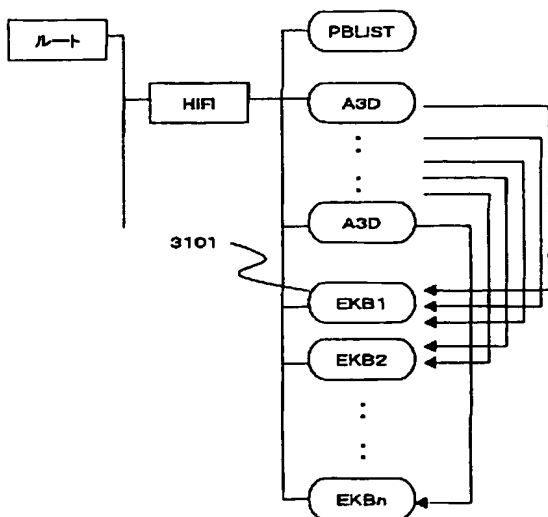 ルート
PBLIST
HIFI
A3D
A3D
3101
EKB1
EKB2
EKBn